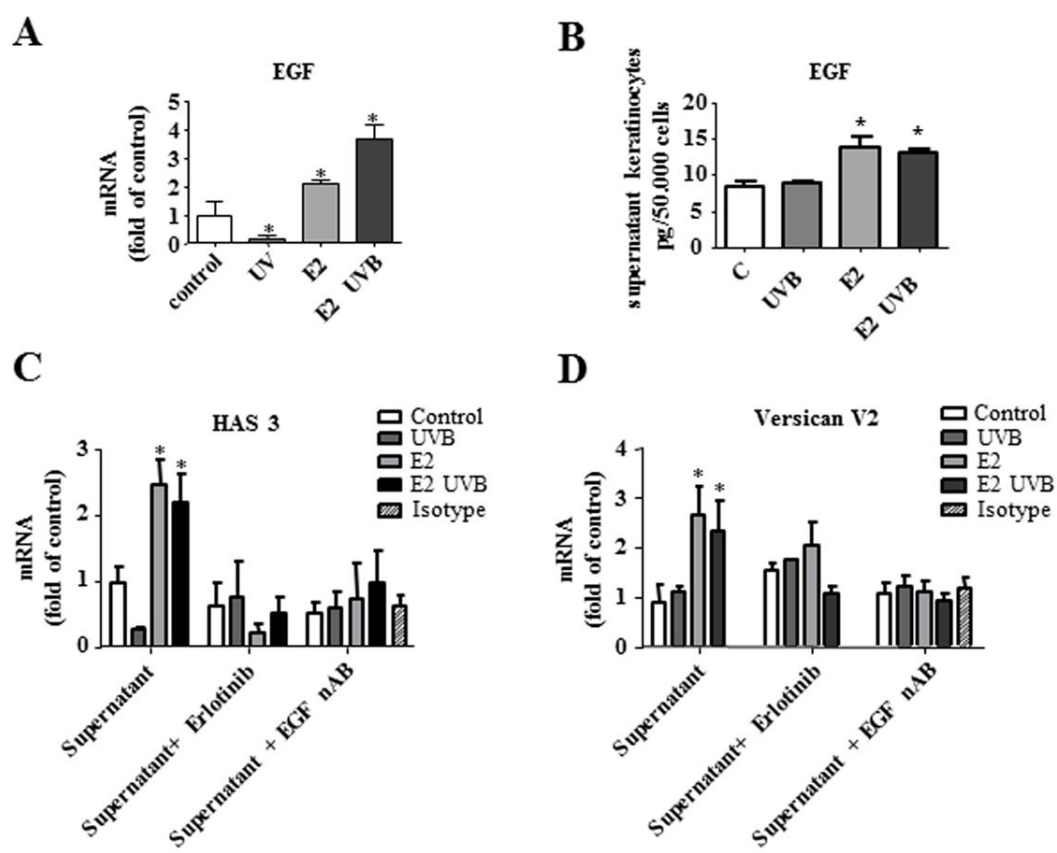 A
EGF
mRNA
(fold of control)
5
4
3
2
1
0
*
*
*
control
UV
E2
E2 UVB
B
EGF
supernatant keratinocytes
pg/50.000 cells
20
15
10
5
0
*
*
C
UVB
E2
E2 UVB
C
HAS 3
mRNA
(fold of control)
3
2
1
0
*
*
Control
UVB
E2
E2 UVB
Isotype
Supernatant
Supernatant+ Erlotinib
Supernatant + EGF nAB
D
Versican V2
mRNA
(fold of control)
4
3
2
1
0
*
*
Control
UVB
E2
E2 UVB
Isotype
Supernatant
Supernatant+ Erlotinib
Supernatant + EGF nAB